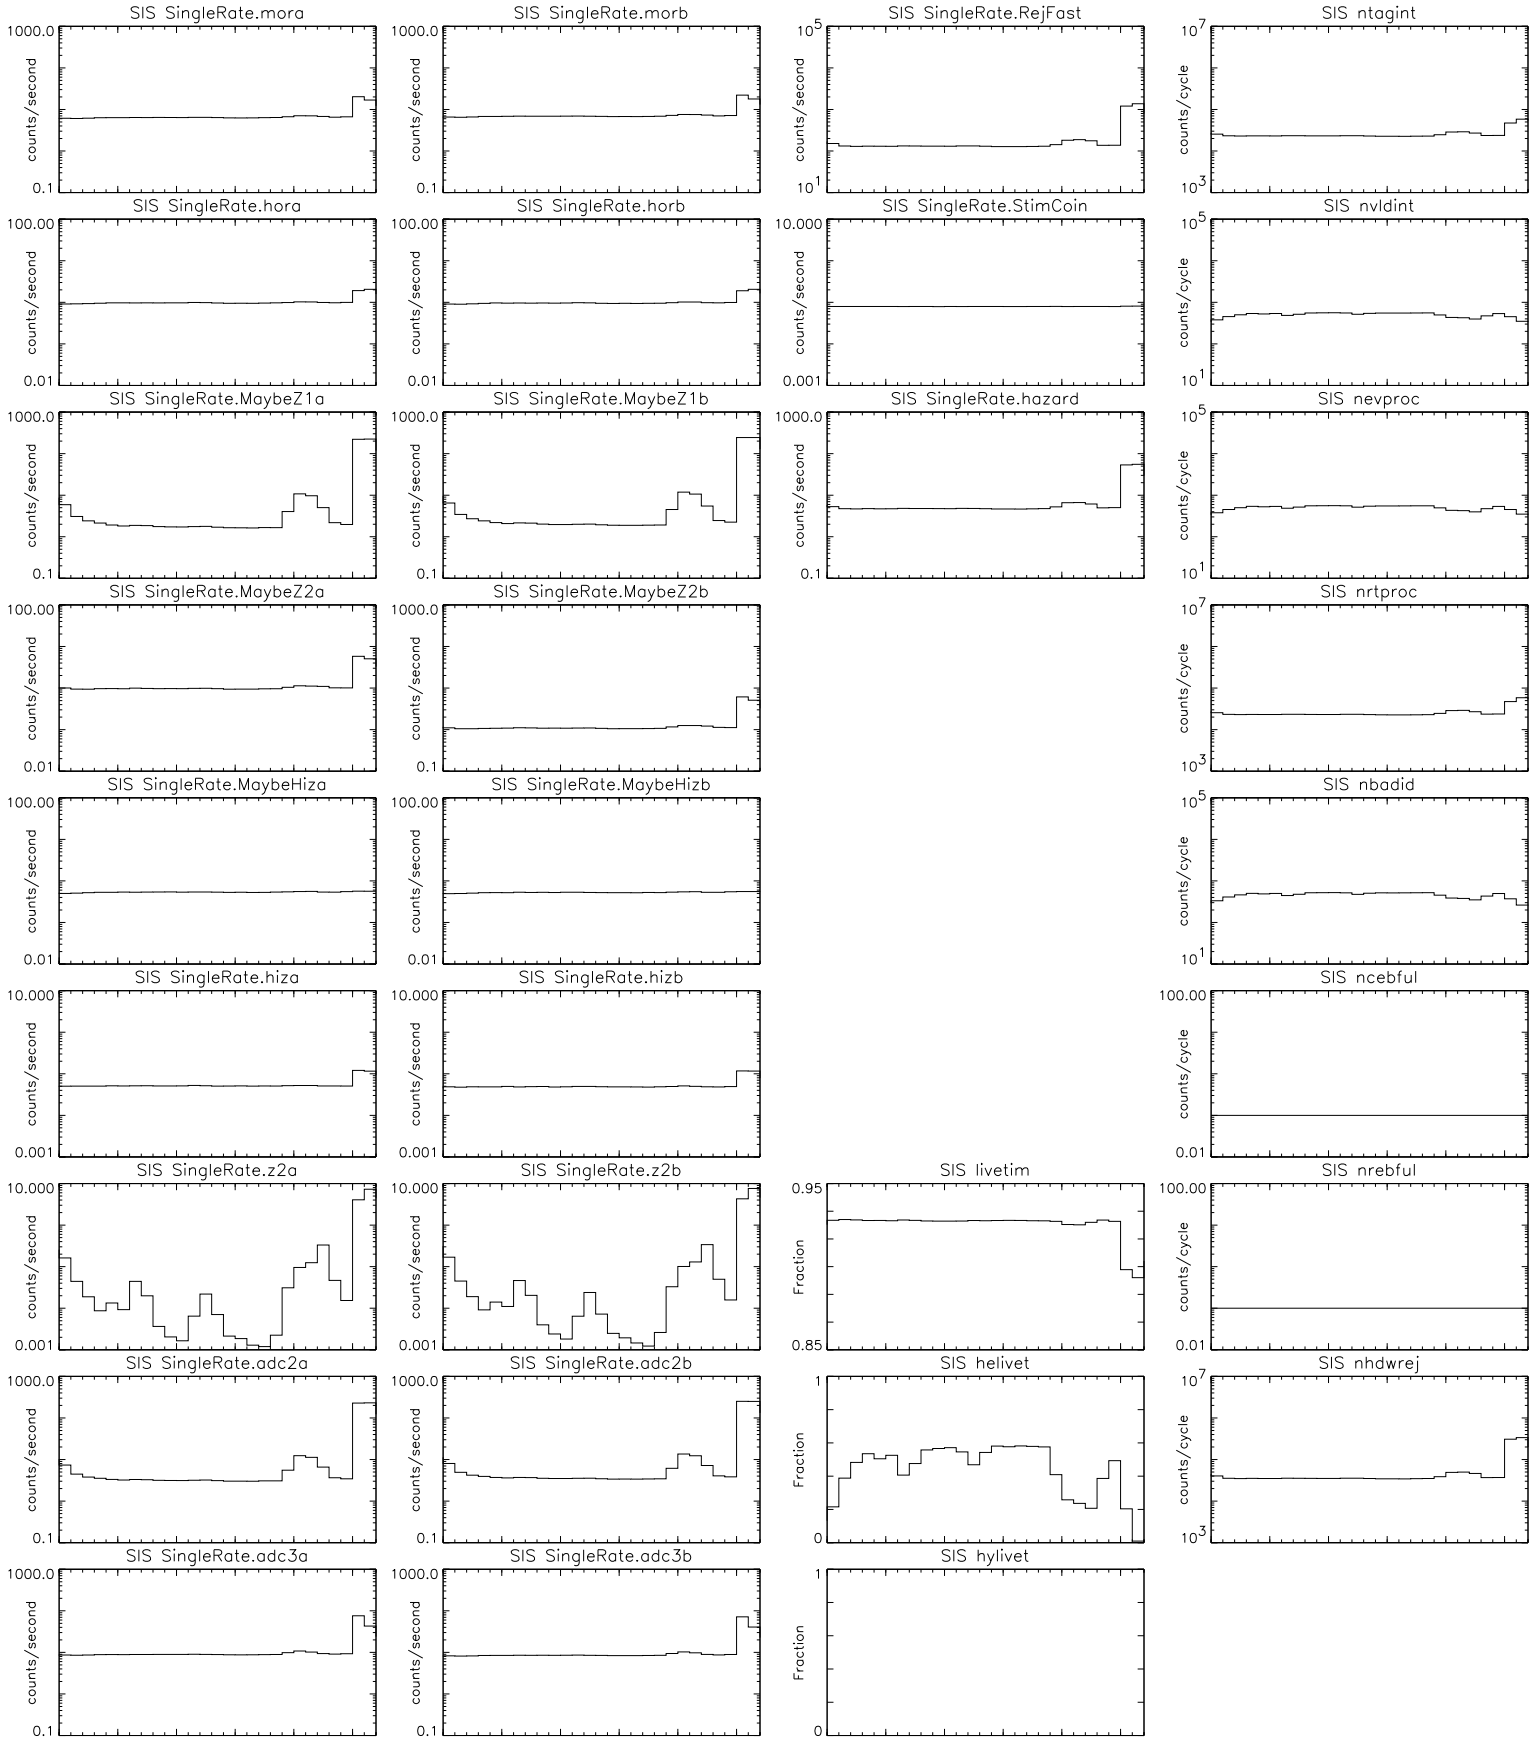 SIS SingleRate.mora
1000.0
counts/second
0.1
SIS SingleRate.morb
1000.0
counts/second
0.1
SIS SingleRate.RejFast
10^5
counts/second
10^1
SIS ntagint
10^7
counts/cycle
10^3
SIS SingleRate.hora
100.00
counts/second
0.01
SIS SingleRate.horb
100.00
counts/second
0.01
SIS SingleRate.StimCoin
10.000
counts/second
0.001
SIS nvldint
10^5
counts/cycle
10^1
SIS SingleRate.MaybeZ1a
1000.0
counts/second
0.1
SIS SingleRate.MaybeZ1b
1000.0
counts/second
0.1
SIS SingleRate.hazard
1000.0
counts/second
0.1
SIS nevproc
10^5
counts/cycle
10^1
SIS SingleRate.MaybeZ2a
100.00
counts/second
0.01
SIS SingleRate.MaybeZ2b
1000.0
counts/second
0.1
SIS nrtproc
10^7
counts/cycle
10^3
SIS SingleRate.MaybeHiza
100.00
counts/second
0.01
SIS SingleRate.MaybeHizb
100.00
counts/second
0.01
SIS nbadid
10^5
counts/cycle
10^1
SIS SingleRate.hiza
10.000
counts/second
0.001
SIS SingleRate.hizb
10.000
counts/second
0.001
SIS ncebful
100.00
counts/cycle
0.01
SIS SingleRate.z2a
10.000
counts/second
0.001
SIS SingleRate.z2b
10.000
counts/second
0.001
SIS livetim
0.95
Fraction
0.85
SIS nrebful
100.00
counts/cycle
0.01
SIS SingleRate.adc2a
1000.0
counts/second
0.1
SIS SingleRate.adc2b
1000.0
counts/second
0.1
SIS helivet
1
Fraction
0
SIS nhdwrej
10^7
counts/cycle
10^3
SIS SingleRate.adc3a
1000.0
counts/second
0.1
SIS SingleRate.adc3b
1000.0
counts/second
0.1
SIS hylivet
1
Fraction
0